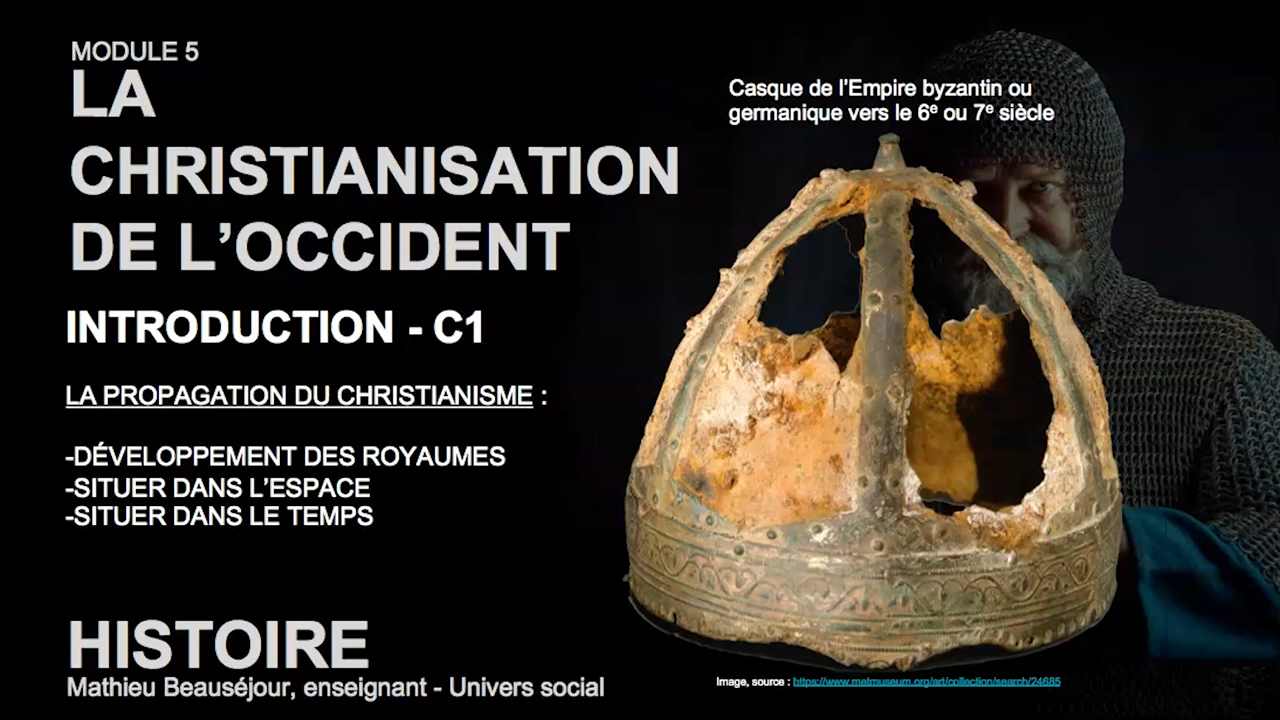 MODULE 5
LA
CHRISTIANISATION
DE L’OCCIDENT
INTRODUCTION - C1
LA PROPAGATION DU CHRISTIANISME :
-DÉVELOPPEMENT DES ROYAUMES
-SITUER DANS L’ESPACE
-SITUER DANS LE TEMPS
HISTOIRE
Mathieu Beauséjour, enseignant - Univers social
Casque de l’Empire byzantin ou
germanique vers le 6e ou 7e siècle
Image, source : https://www.metmuseum.org/art/collection/search/24685